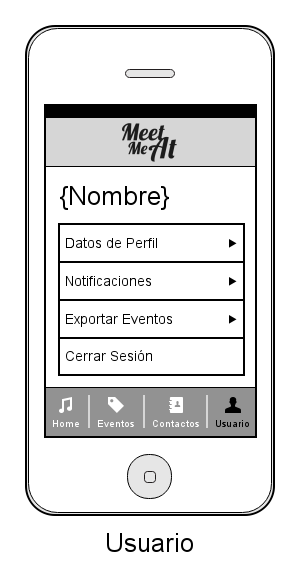 Meet
Me At
{Nombre}
Datos de Perfil
Notificaciones
Exportar Eventos
Cerrar Sesión
Home Eventos Contactos Usuario
Usuario